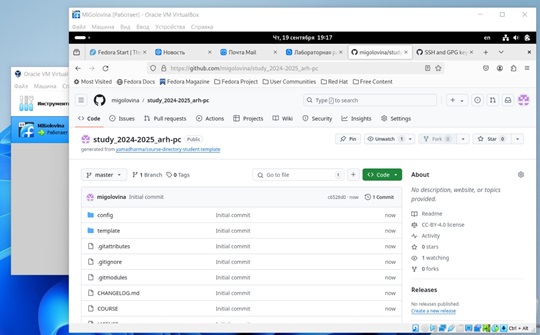 MIGolovina [Работает] - Oracle VM VirtualBox
Файл Машина Вид Ввод Устройства Справка
Чт, 19 сентября 19:17
en
Fedora Start | Th
Новость
Почта Mail
Лабораторная р
migolovina/study_
SSH and GPG key
https://github.com/migolovina/study_2024-2025_arh-pc
Most Visited Fedora Docs Fedora Magazine Fedora Project User Communities Red Hat Free Content
migolovina / study_2024-2025_arh-pc
Type / to search
Code Issues Pull requests Actions Projects Wiki Security Insights Settings
study_2024-2025_arh-pc Public
generated from yamadharma/course-directory-student-template
Pin Unwatch 1 Fork 0 Star 0
master 1 Branch 0 Tags Go to file t Code
migolovina Initial commit c652fd0 · now 1 Commit
config Initial commit now
template Initial commit now
.gitattributes Initial commit now
.gitignore Initial commit now
.gitmodules Initial commit now
CHANGELOG.md Initial commit now
COURSE Initial commit now
About
No description, website, or topics
provided.
Readme
CC-BY-4.0 license
Activity
0 stars
1 watching
0 forks
Releases
No releases published
Create a new release
Right Ctrl + Alt
Oracle VM Virtual
Файл Машина
Инструменты
MIGolovina
Работает